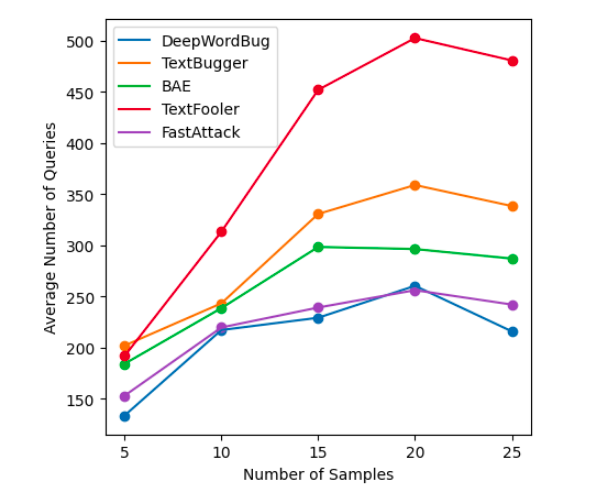 DeepWordBug
TextBugger
BAE
TextFooler
FastAttack
Average Number of Queries
500
450
400
350
300
250
200
150
5 10 15 20 25
Number of Samples